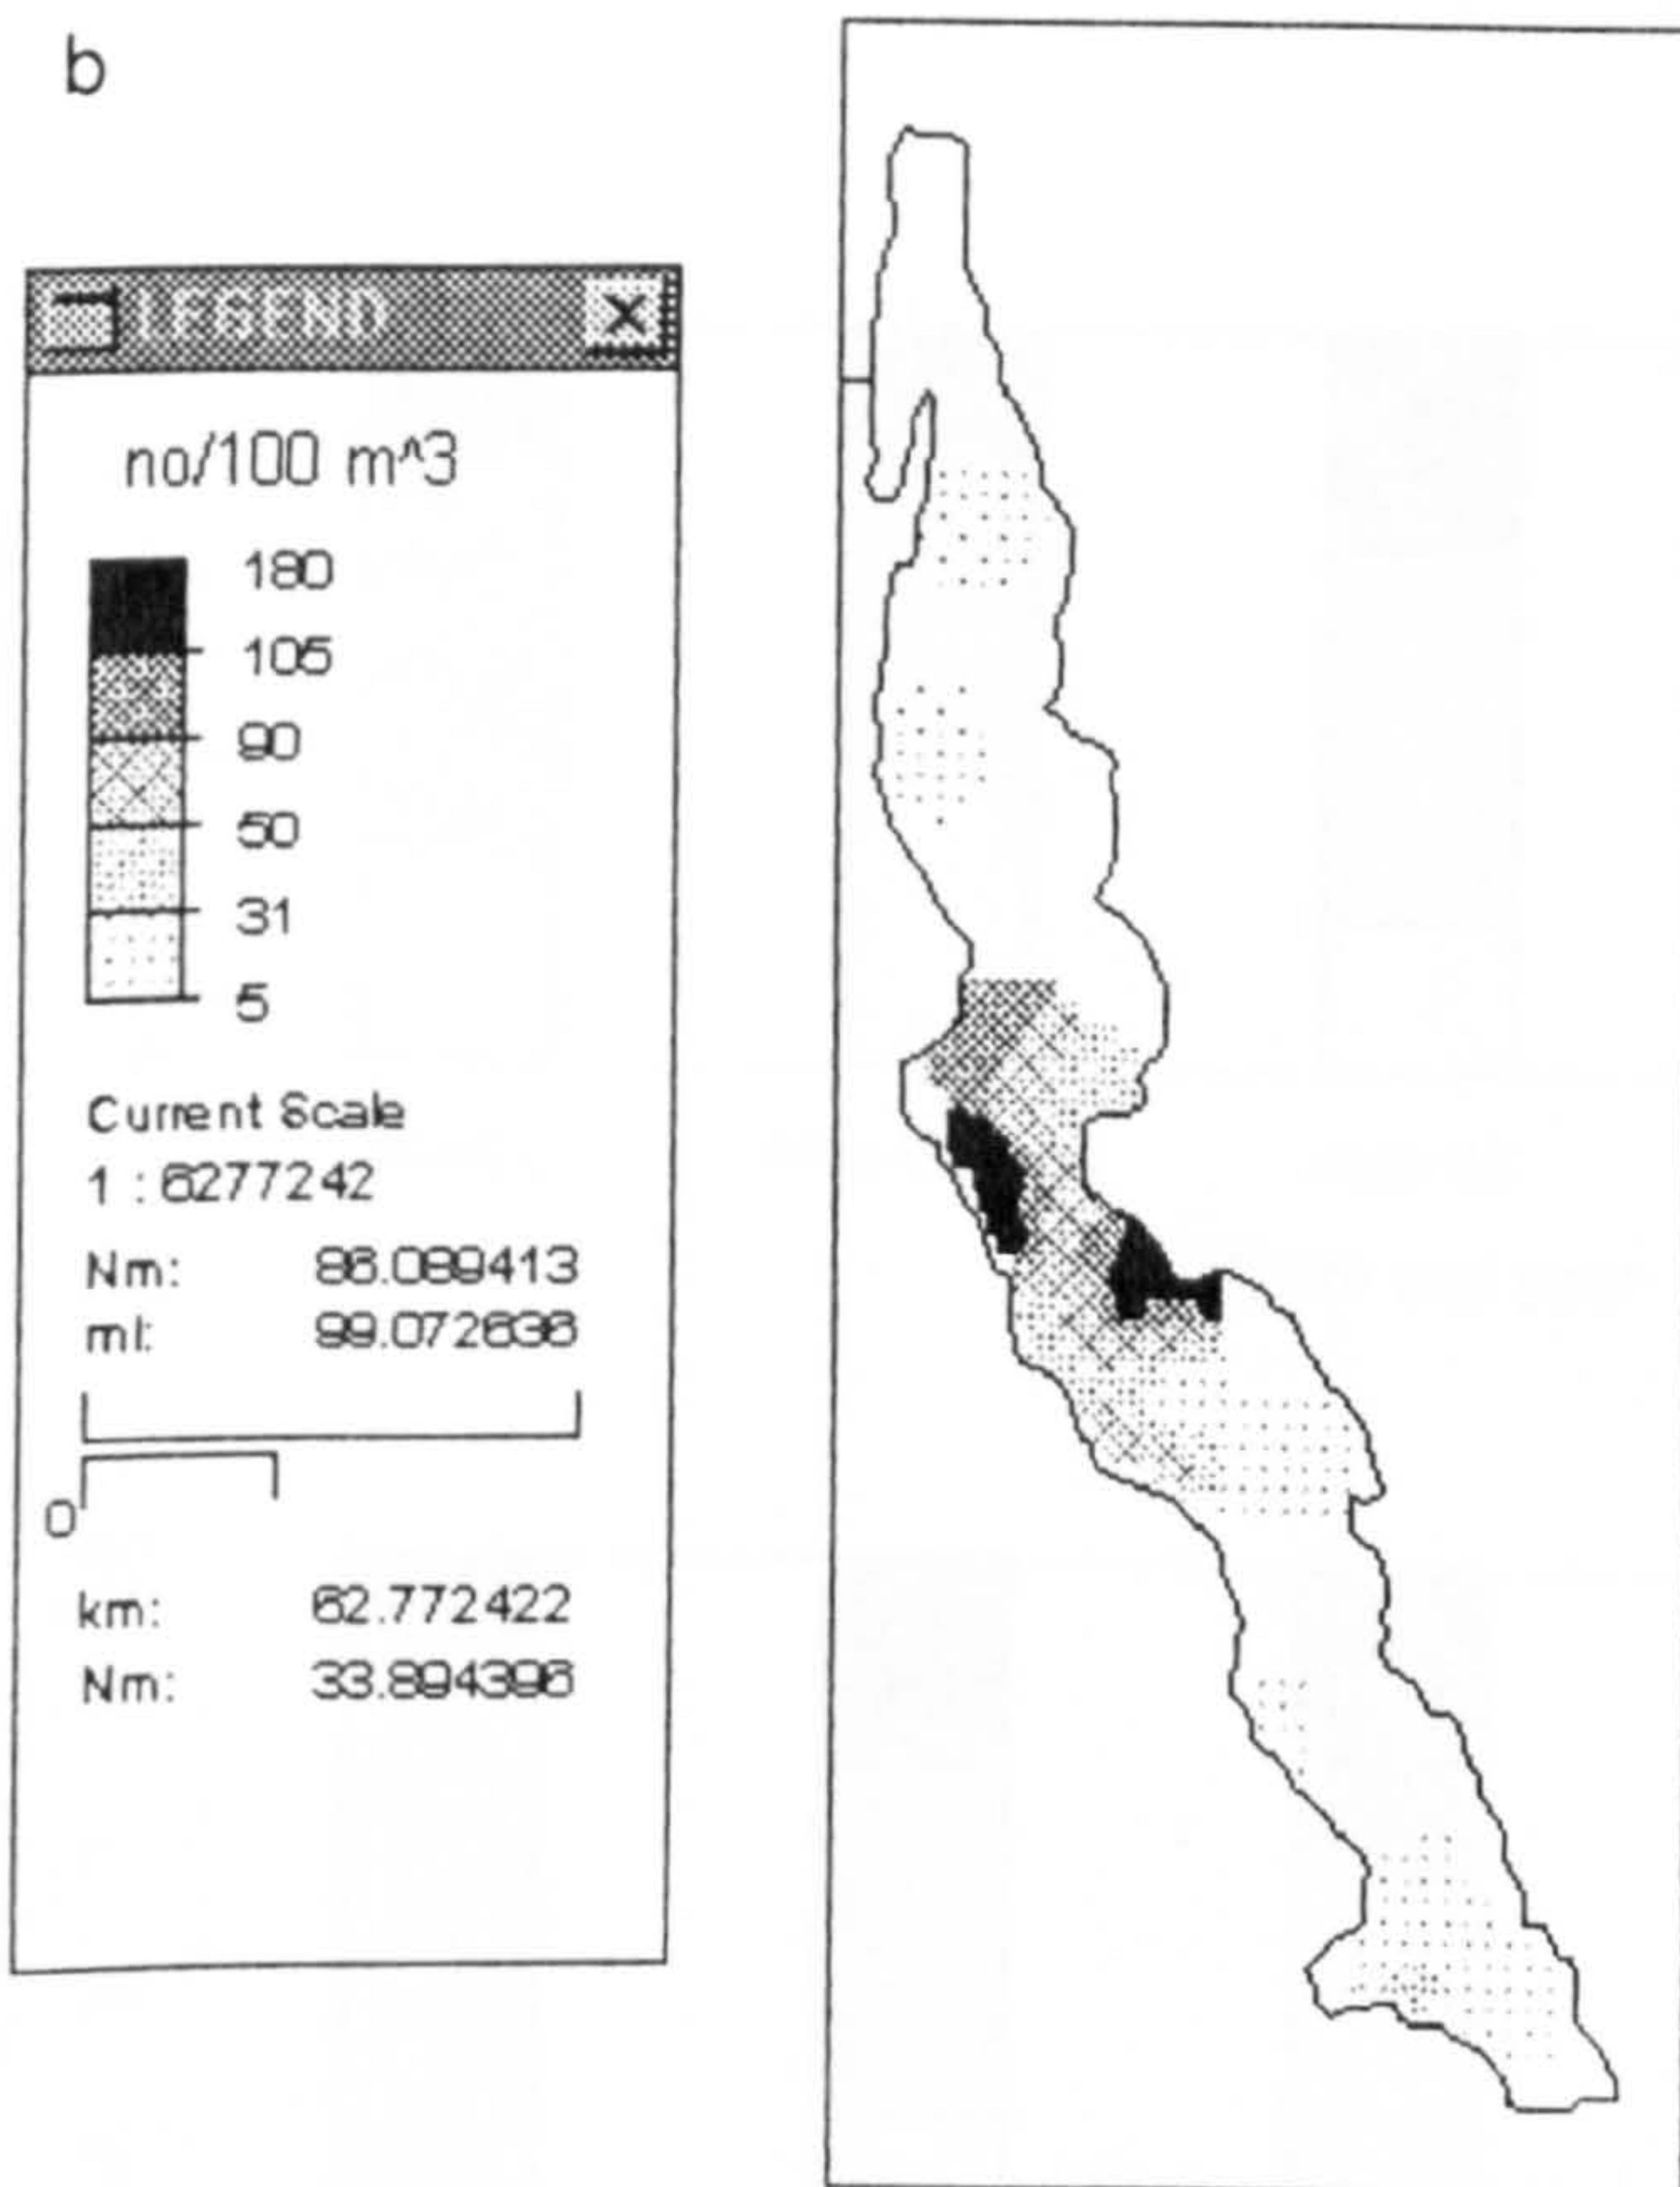 b
LEGEND
no/100 m^3
180
105
90
50
31
5
Current Scale
1 : 6277242
Nm: 86.089413
mi: 99.072636
0
km: 62.772422
Nm: 33.894396